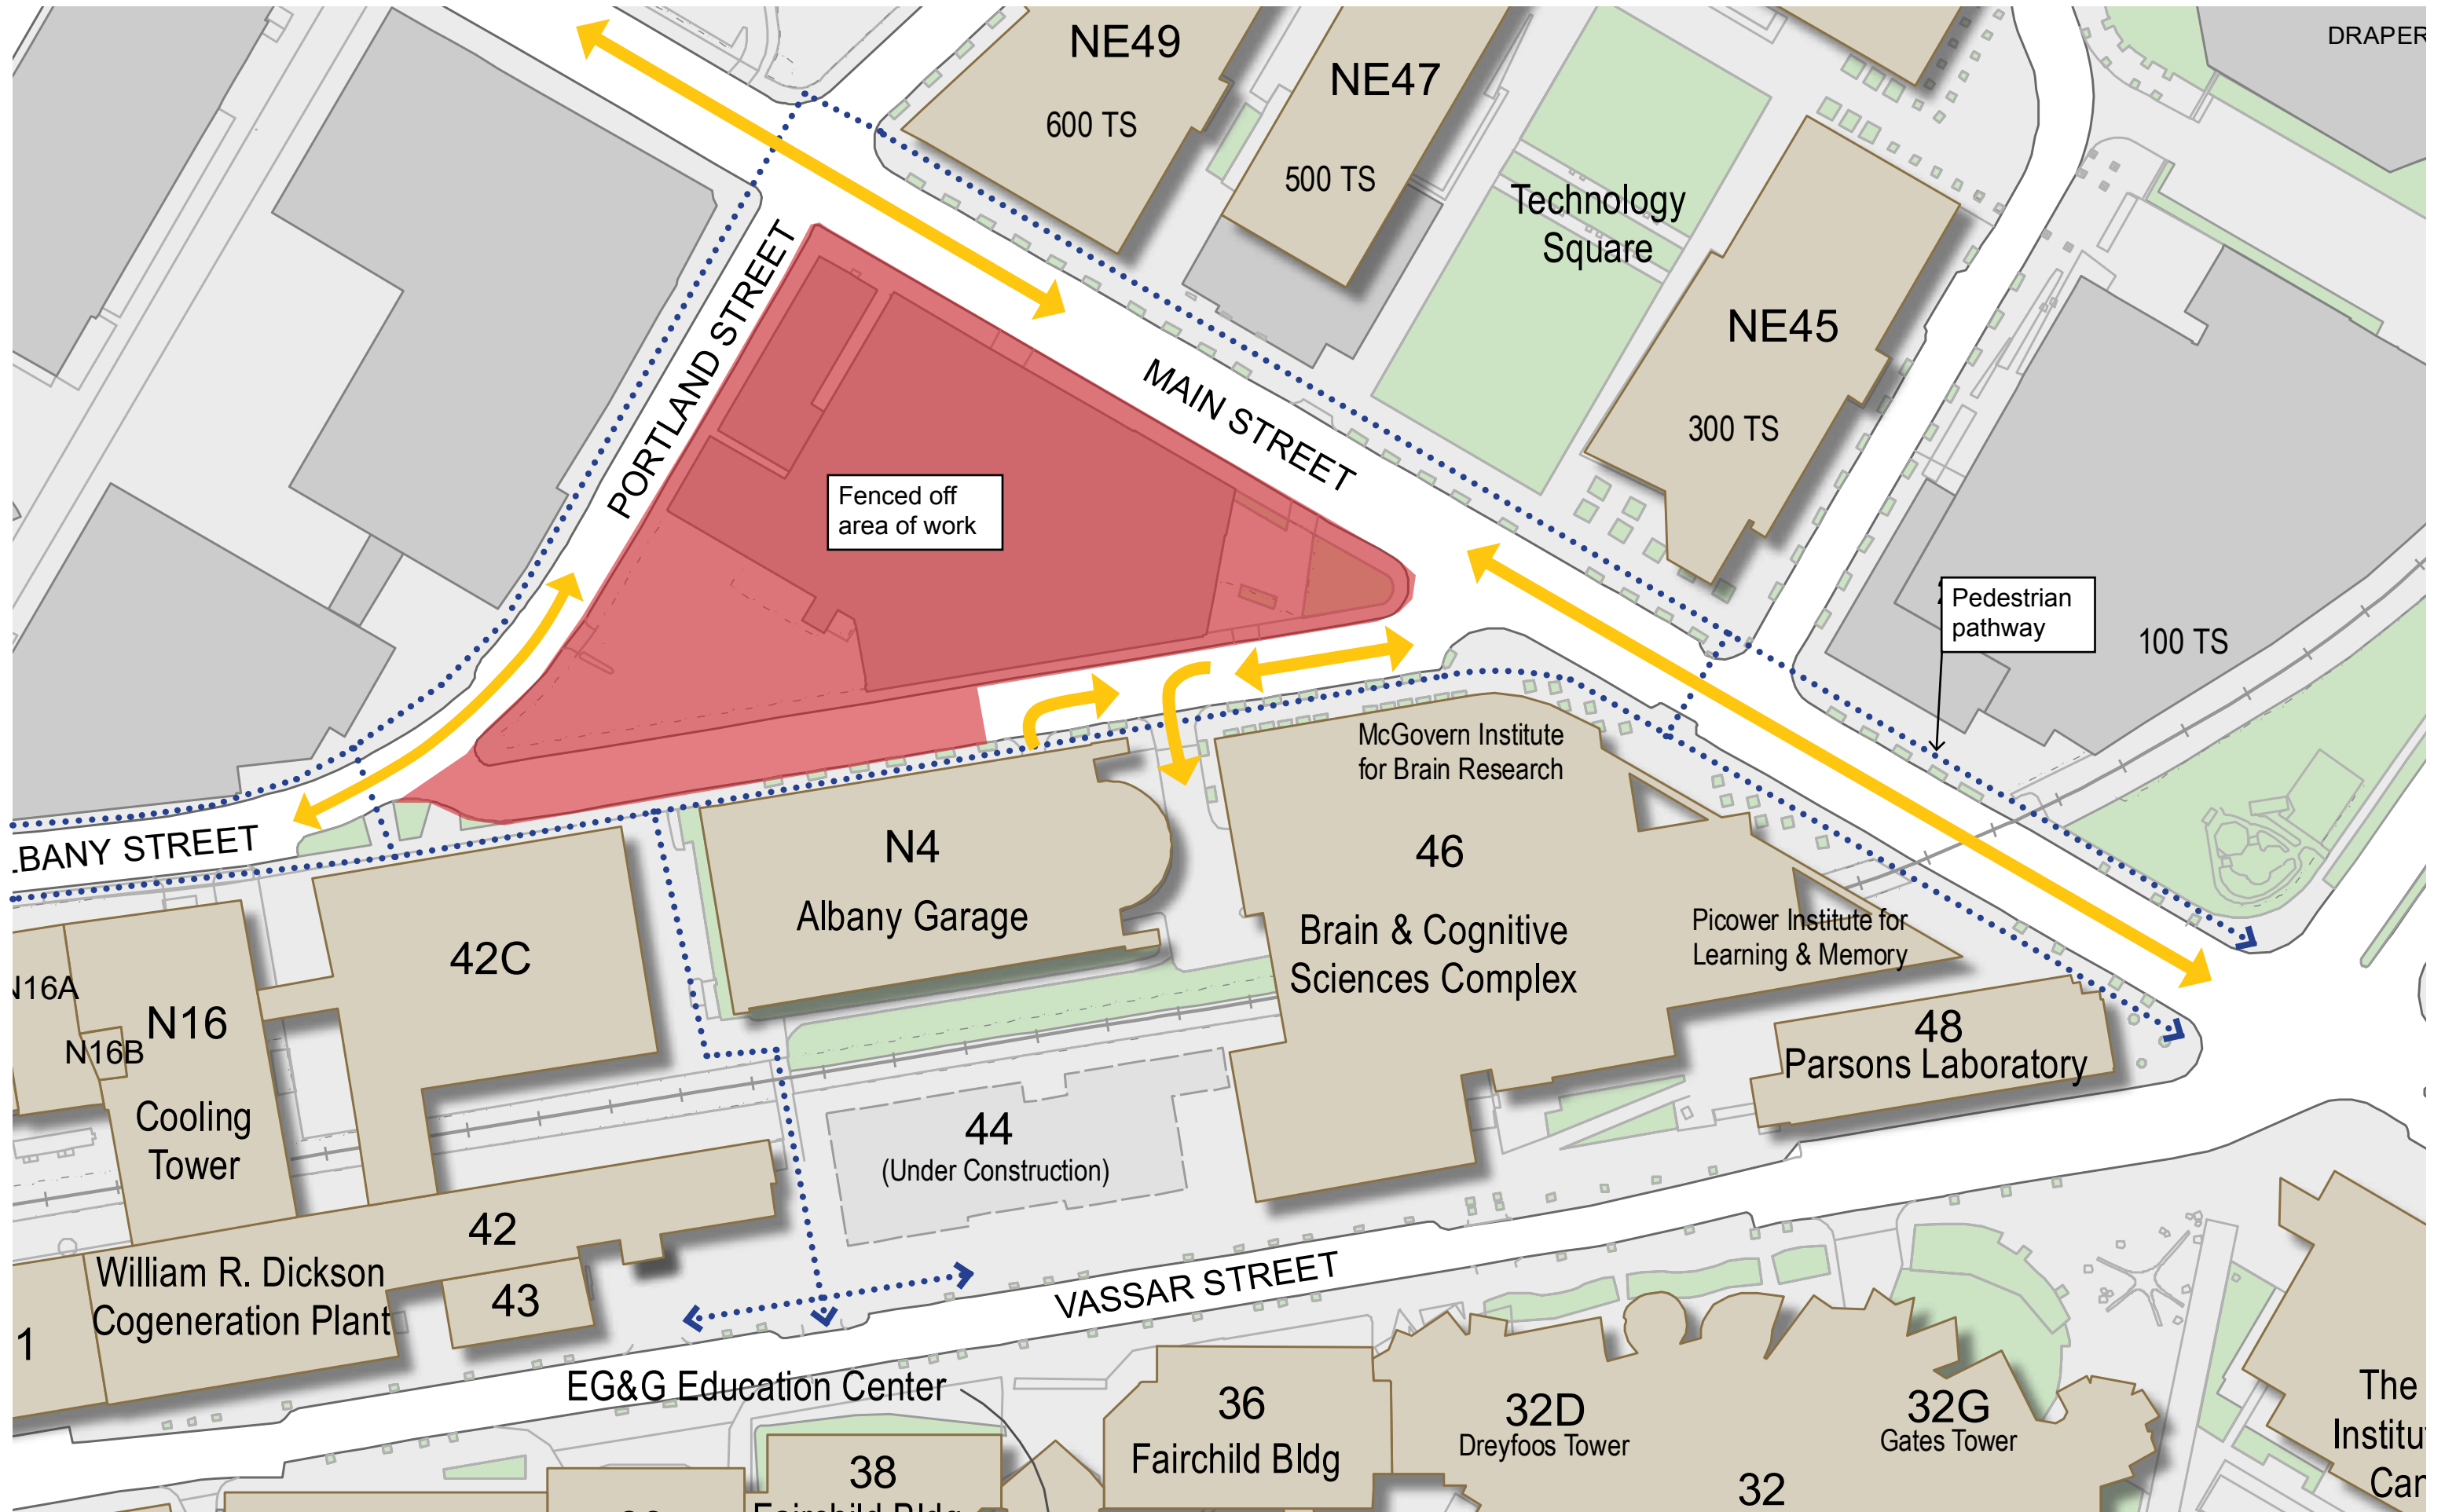 DRAPER
NE49
600 TS
NE47
500 TS
Technology
Square
NE45
300 TS
PORTLAND STREET
MAIN STREET
Fenced off
area of work
Pedestrian
pathway
100 TS
McGovern Institute
for Brain Research
LBANY STREET
N4
Albany Garage
46
Brain & Cognitive
Sciences Complex
Picower Institute for
Learning & Memory
42C
N16A
N16B
N16
Cooling
Tower
48
Parsons Laboratory
44
(Under Construction)
42
William R. Dickson
Cogeneration Plant
43
1
VASSAR STREET
EG&G Education Center
36
Fairchild Bldg
32D
Dreyfoos Tower
32G
Gates Tower
The
Institu
Car
38
Fairchild Bldg
32